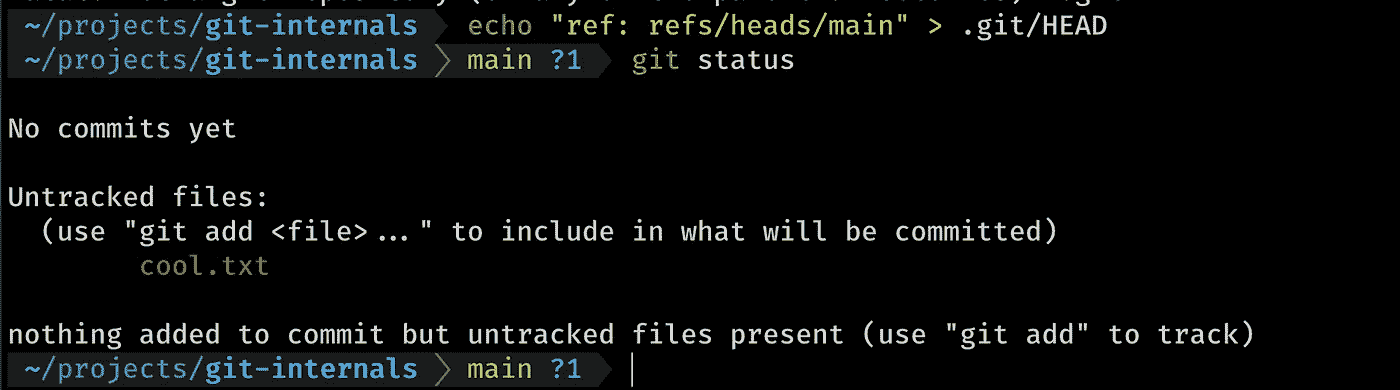 ~/projects/git-internals echo "ref: refs/heads/main" > .git/HEAD
~/projects/git-internals main ?1 git status
No commits yet
Untracked files:
(use "git add <file>..." to include in what will be committed)
cool.txt
nothing added to commit but untracked files present (use "git add" to track)
~/projects/git-internals main ?1